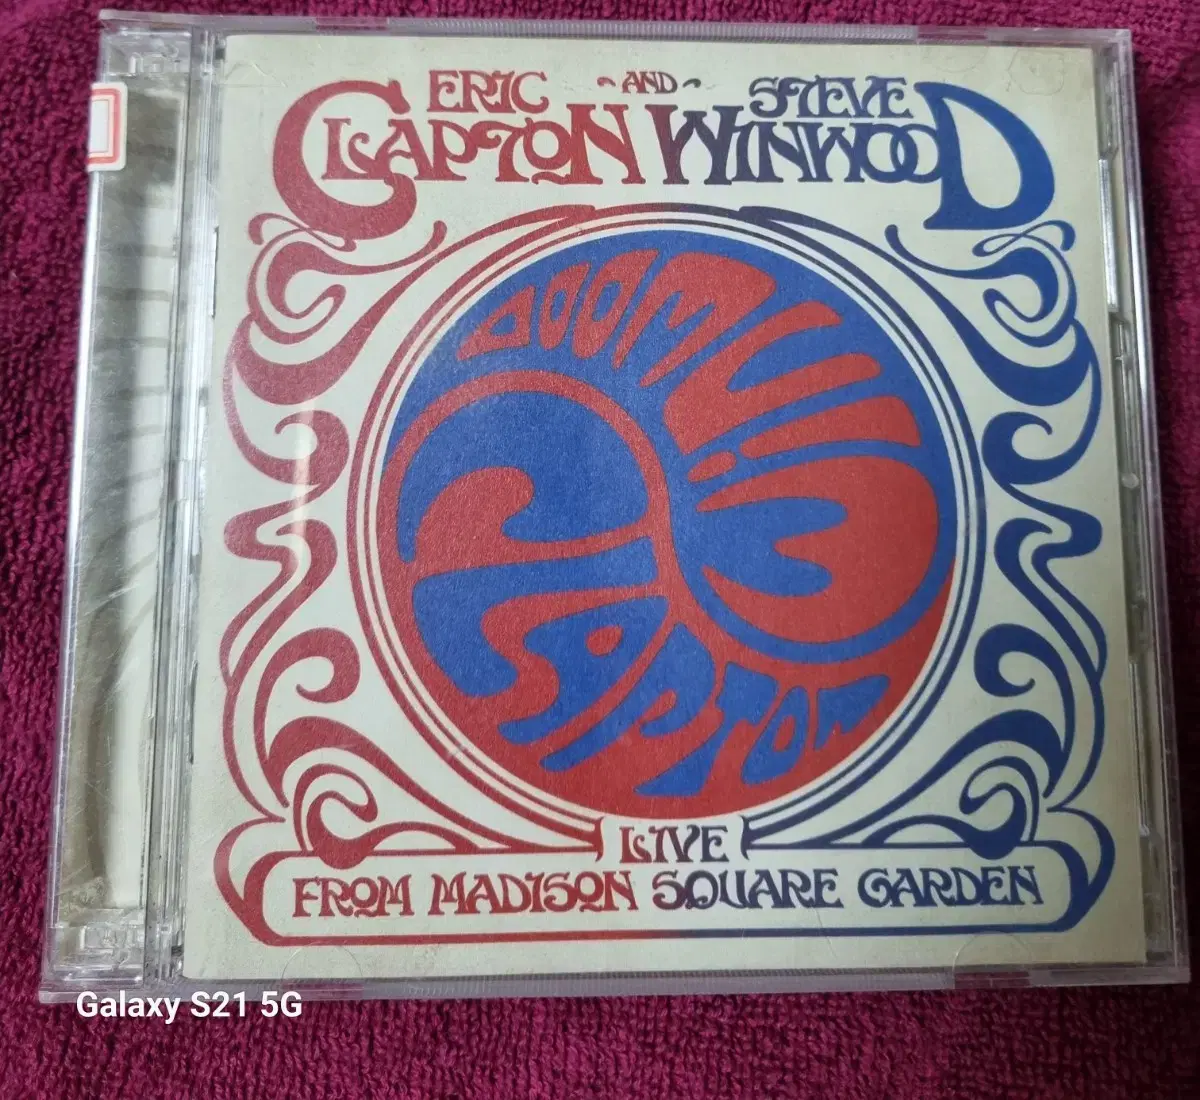 ERIC AND STEVE
CLAPTON WINWOOD
WINWOOD
CLAPTON
LIVE
FROM MADISON SQUARE GARDEN
Galaxy S21 5G